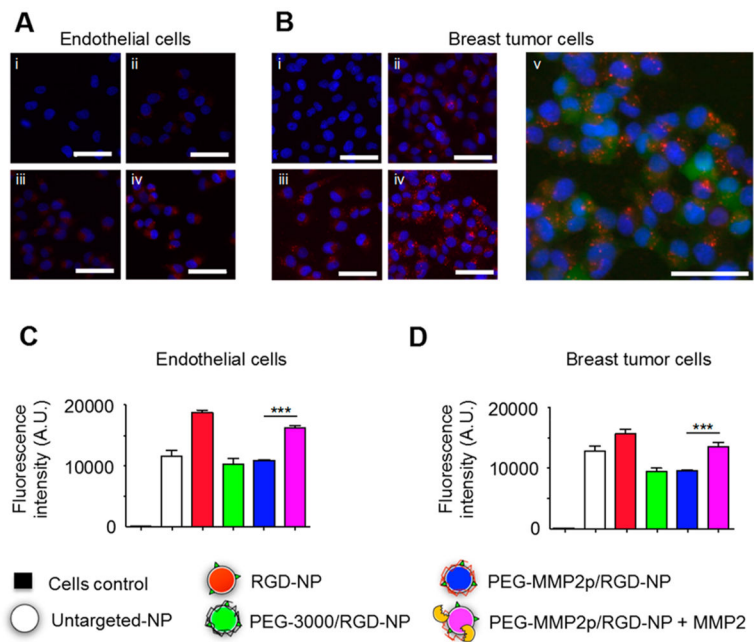 A
Endothelial cells
i
ii
iii
iv
B
Breast tumor cells
i
ii
iii
iv
v
C
Endothelial cells
Fluorescence
intensity (A.U.)
20000
10000
0
***
D
Breast tumor cells
Fluorescence
intensity (A.U.)
20000
10000
0
***
Cells control
RGD-NP
PEG-MMP2p/RGD-NP
Untargeted-NP
PEG-3000/RGD-NP
PEG-MMP2p/RGD-NP + MMP2